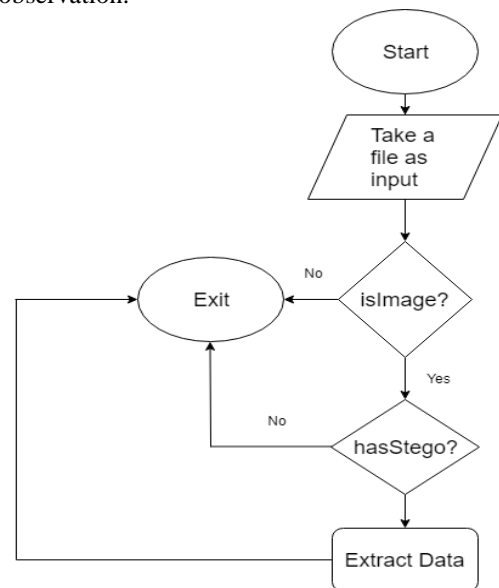 observation.
Start
Take a
file as
input
No
isImage?
Exit
Yes
No
hasStego?
Extract Data